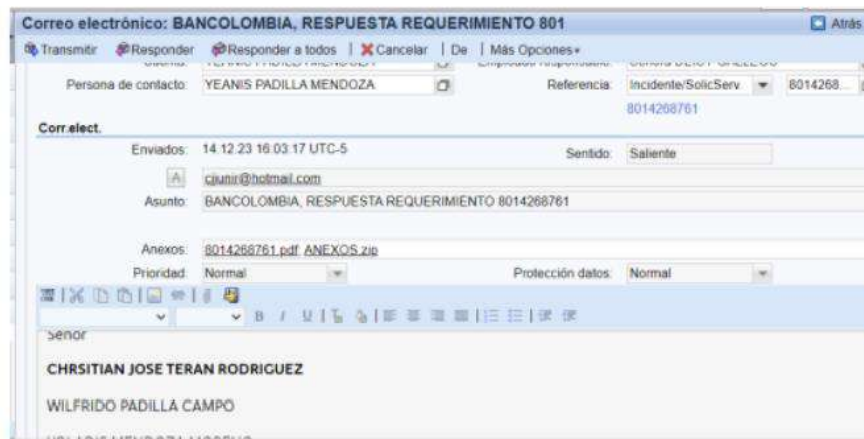 Correo electrónico: BANCOLOMBIA, RESPUESTA REQUERIMIENTO 801 Atrás
Transmitir Responder Responder a todos | Cancelar | De | Más Opciones
Persona de contacto: YEANIS PADILLA MENDOZA Referencia: Incidente/SolicServ 8014268...
8014268761
Corr.elect.
Enviados: 14.12.23 16:03:17 UTC-5 Sentido: Saliente
A cjjunir@hotmail.com
Asunto: BANCOLOMBIA, RESPUESTA REQUERIMIENTO 8014268761
Anexos: 8014268761.pdf ANEXOS.zip
Prioridad: Normal Protección datos: Normal
B I U
Señor
CHRSITIAN JOSE TERAN RODRIGUEZ
WILFRIDO PADILLA CAMPO